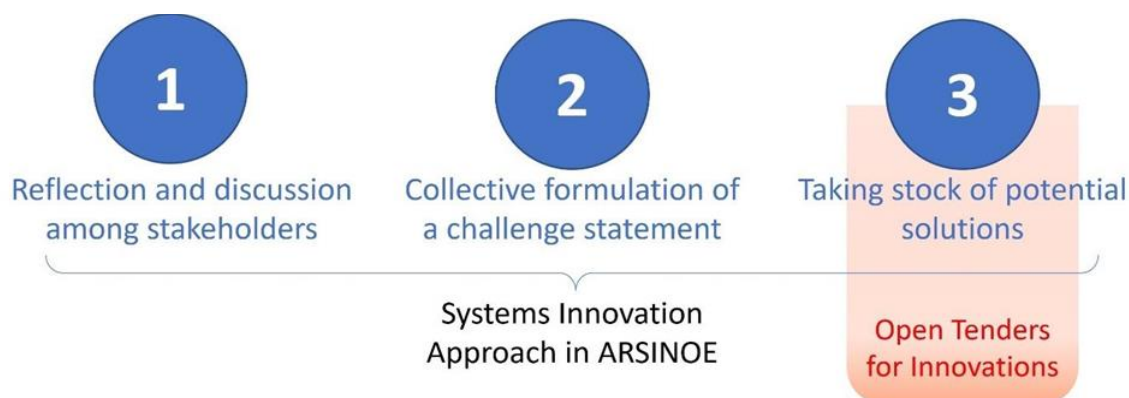 1
Reflection and discussion
among stakeholders
2
Collective formulation of
a challenge statement
3
Taking stock of potential
solutions
Systems Innovation
Approach in ARSINOE
Open Tenders
for Innovations